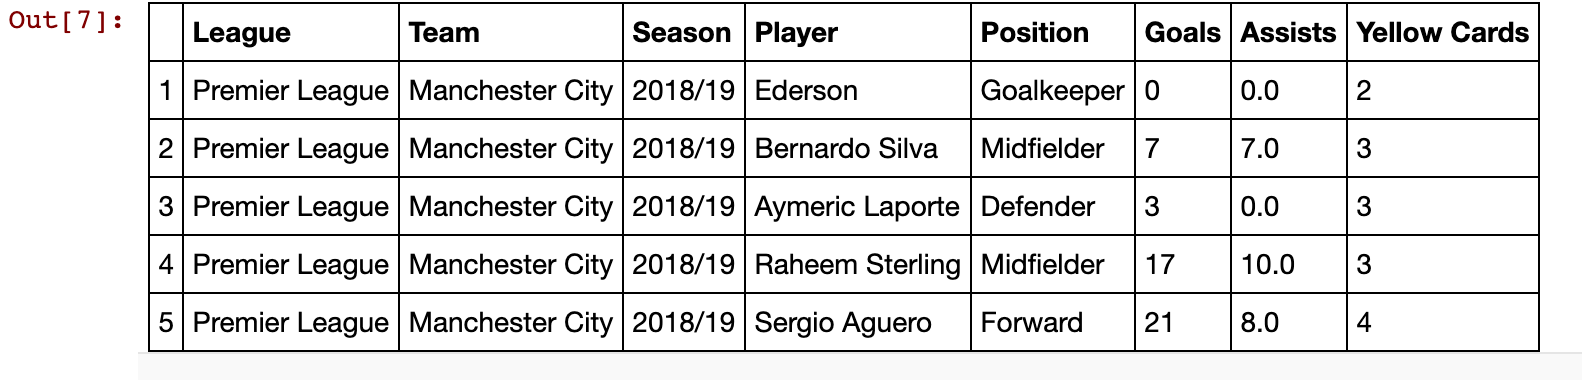 Out[7]:
League Team Season Player Position Goals Assists Yellow Cards
1 Premier League Manchester City 2018/19 Ederson Goalkeeper 0 0.0 2
2 Premier League Manchester City 2018/19 Bernardo Silva Midfielder 7 7.0 3
3 Premier League Manchester City 2018/19 Aymeric Laporte Defender 3 0.0 3
4 Premier League Manchester City 2018/19 Raheem Sterling Midfielder 17 10.0 3
5 Premier League Manchester City 2018/19 Sergio Aguero Forward 21 8.0 4